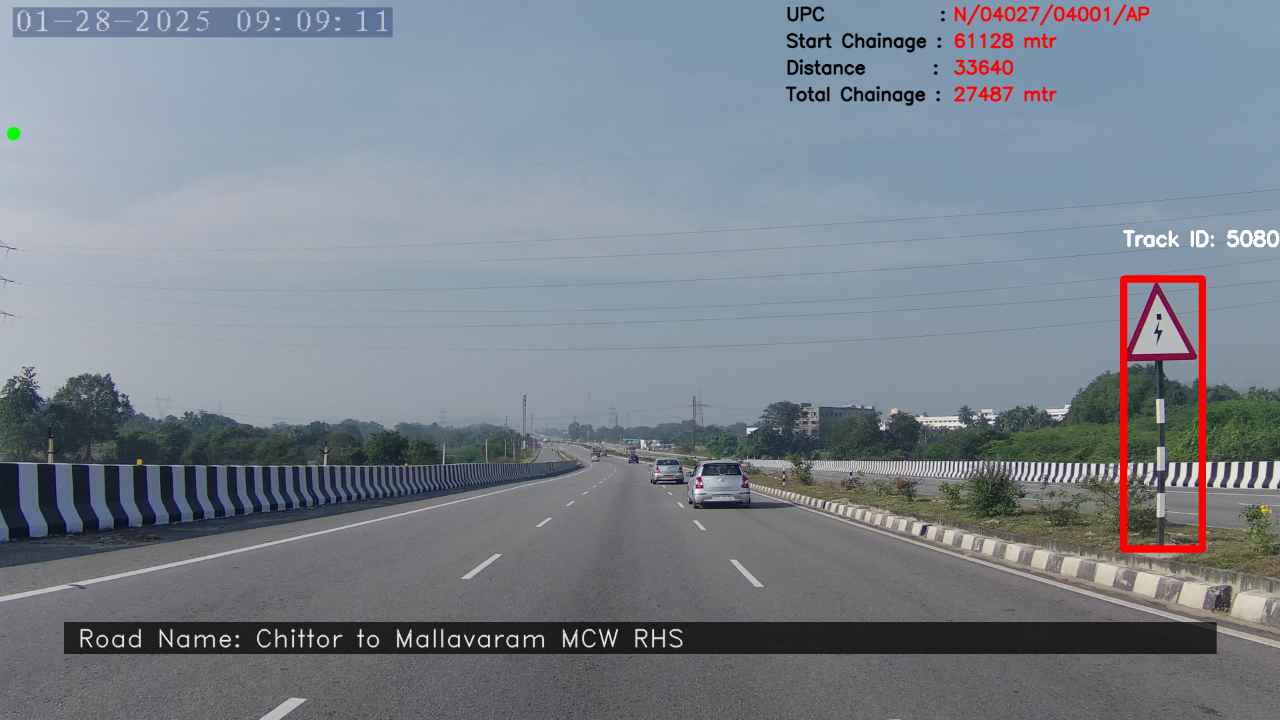 01-28-2025 09:09:11
UPC : N/04027/04001/AP
Start Chainage : 61128 mtr
Distance : 33640
Total Chainage : 27487 mtr
Track ID: 5080
Road Name: Chittor to Mallavaram MCW RHS